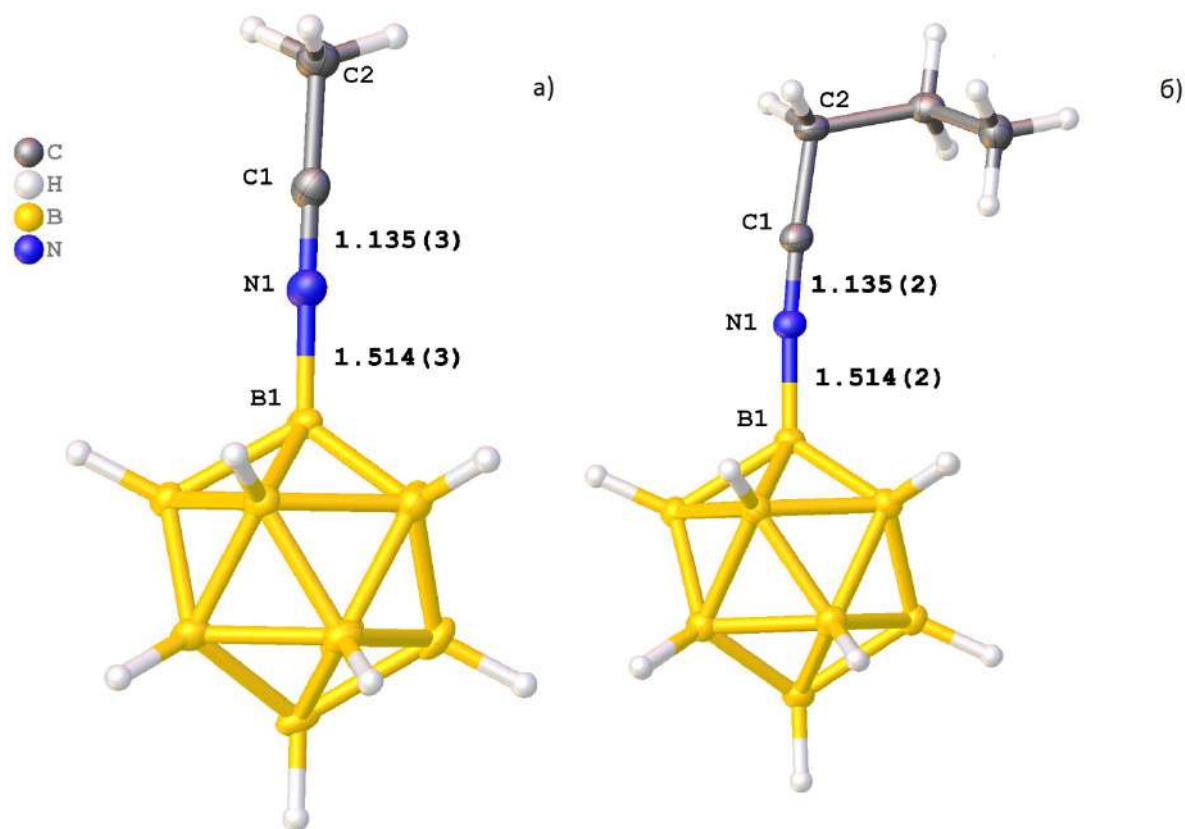 а)
б)
C
H
B
N
C2
C1
1.135(3)
N1
1.514(3)
B1
C2
C1
1.135(2)
N1
1.514(2)
B1